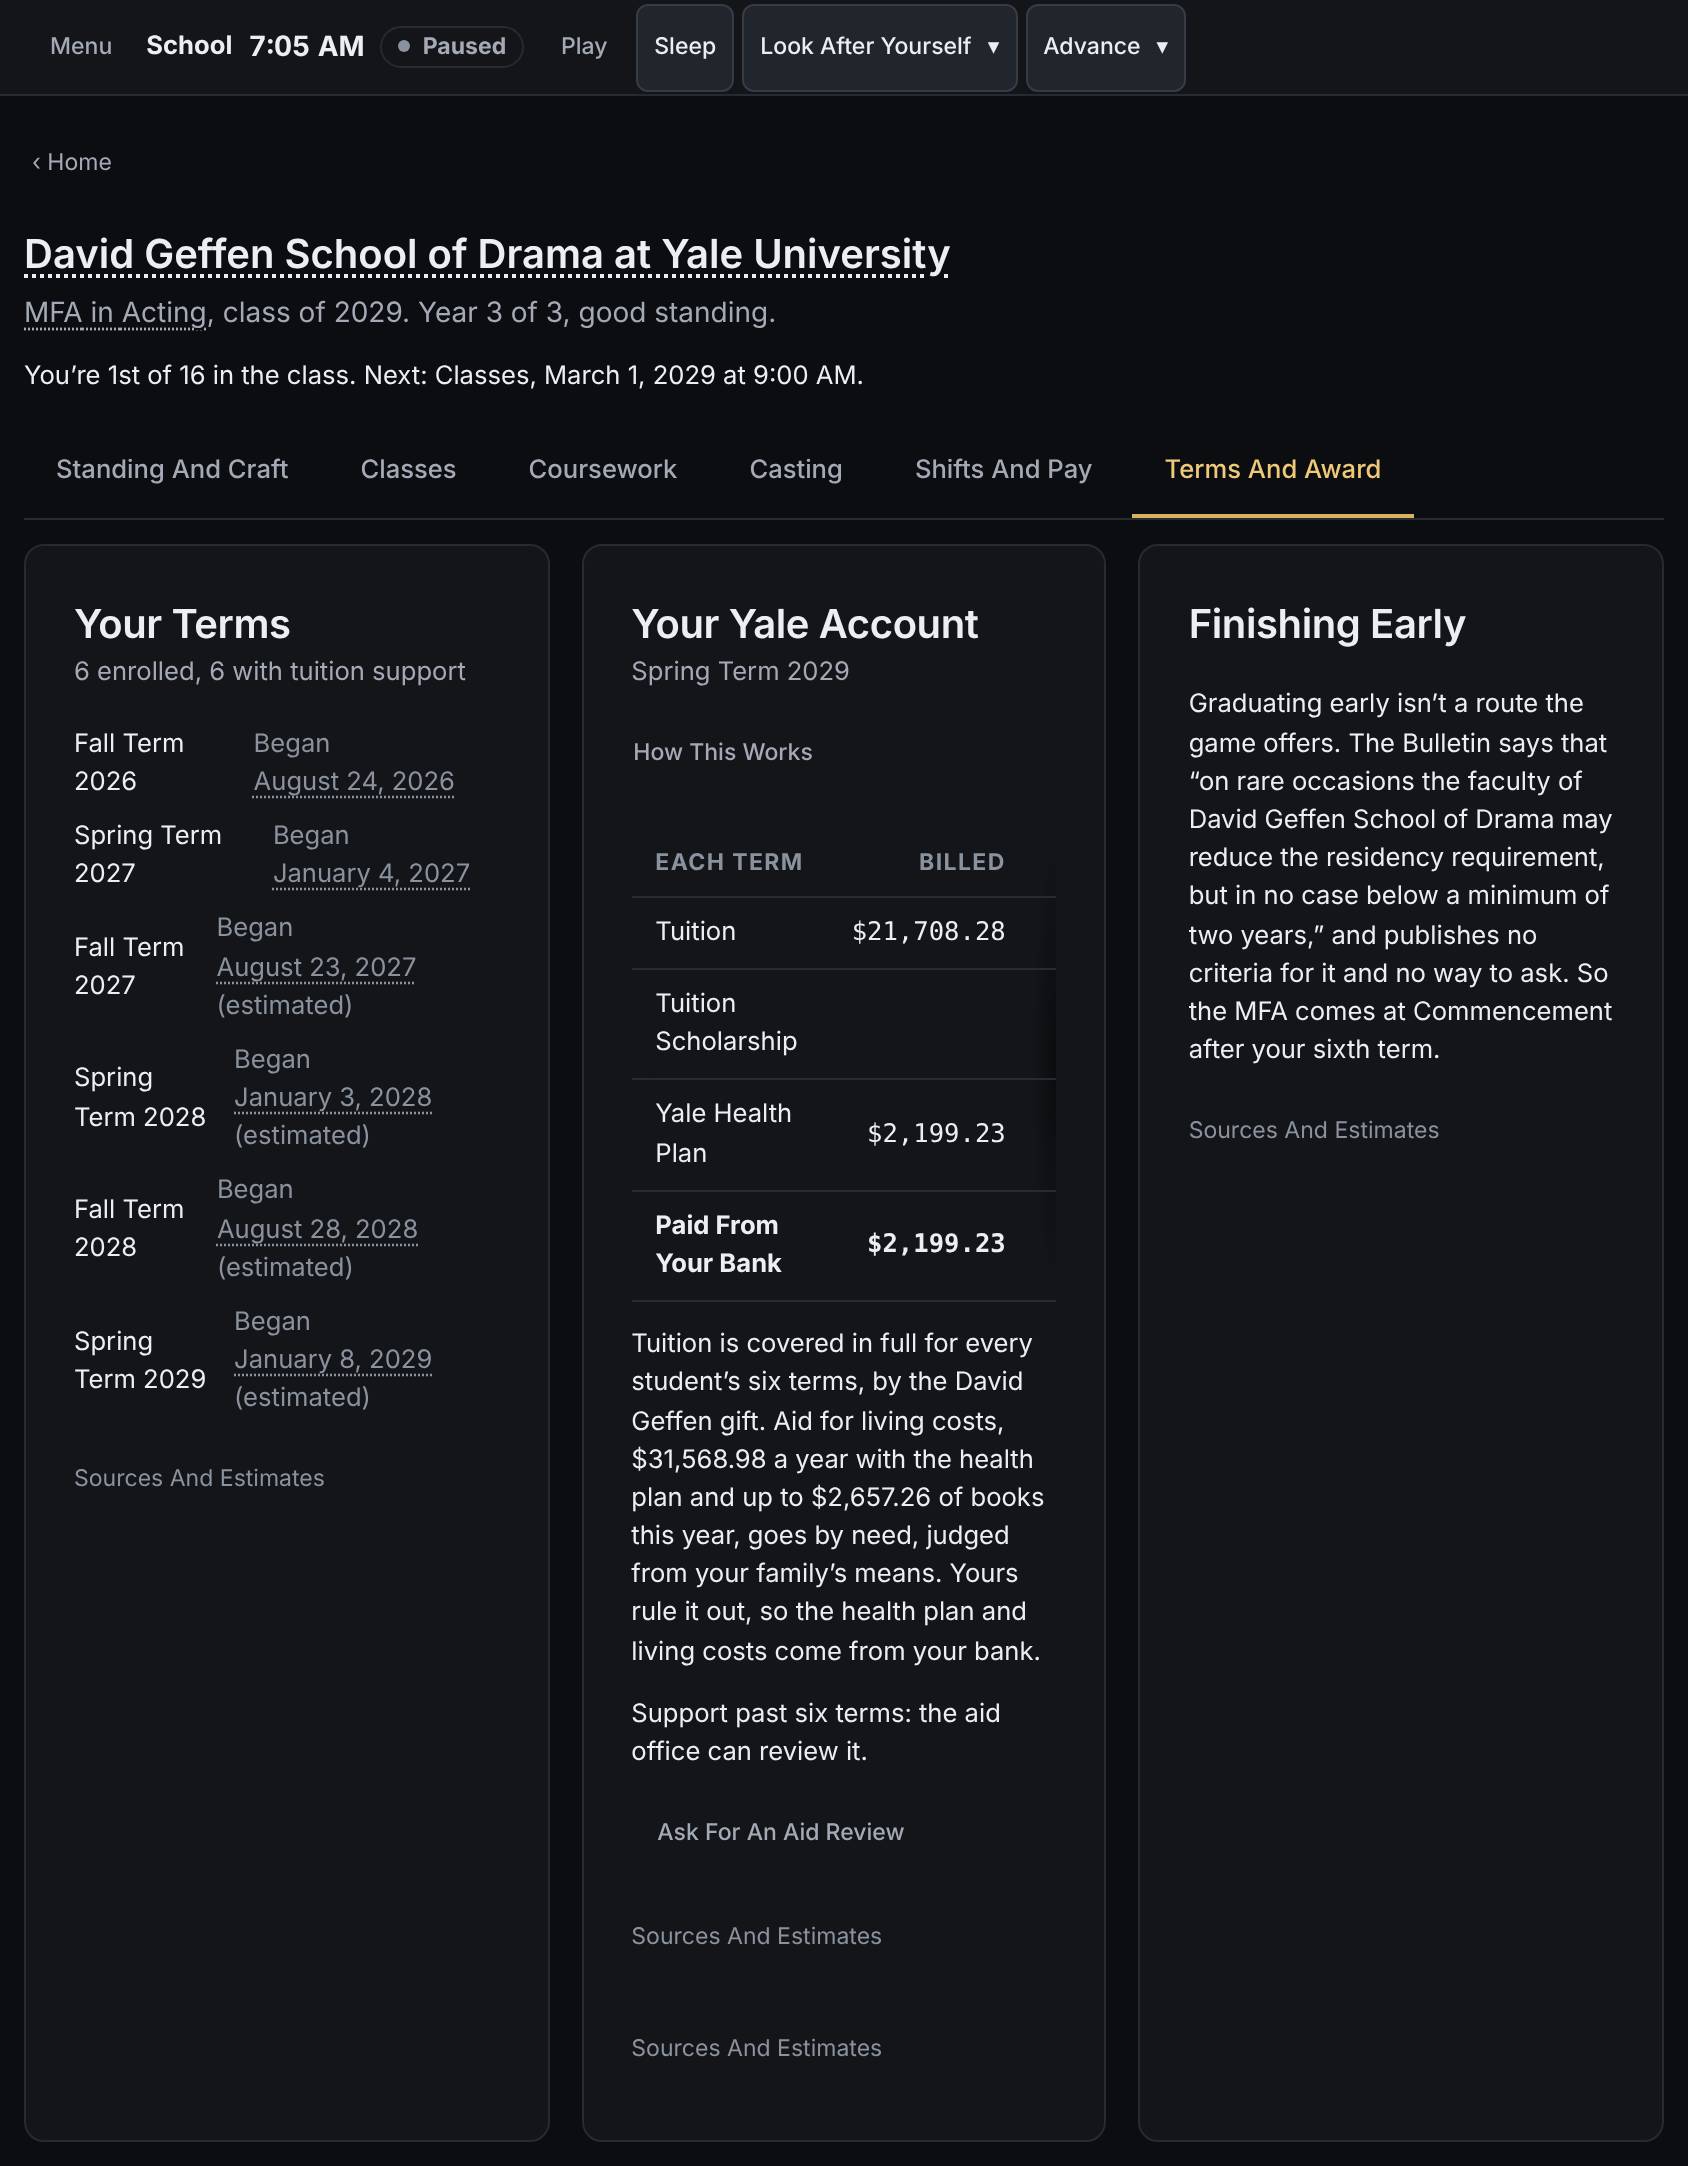 Menu School 7:05 AM Paused Play Sleep Look After Yourself ▾ Advance ▾
‹ Home
David Geffen School of Drama at Yale University
MFA in Acting, class of 2029. Year 3 of 3, good standing.
You’re 1st of 16 in the class. Next: Classes, March 1, 2029 at 9:00 AM.
Standing And Craft Classes Coursework Casting Shifts And Pay Terms And Award
Your Terms
6 enrolled, 6 with tuition support
Fall Term
2026
Began
August 24, 2026
Spring Term
2027
Began
January 4, 2027
Fall Term
2027
Began
August 23, 2027
(estimated)
Spring
Term 2028
Began
January 3, 2028
(estimated)
Fall Term
2028
Began
August 28, 2028
(estimated)
Spring
Term 2029
Began
January 8, 2029
(estimated)
Sources And Estimates
Your Yale Account
Spring Term 2029
How This Works
EACH TERM BILLED
Tuition $21,708.28
Tuition
Scholarship
Yale Health
Plan
$2,199.23
Paid From
Your Bank
$2,199.23
Tuition is covered in full for every
student’s six terms, by the David
Geffen gift. Aid for living costs,
$31,568.98 a year with the health
plan and up to $2,657.26 of books
this year, goes by need, judged
from your family’s means. Yours
rule it out, so the health plan and
living costs come from your bank.
Support past six terms: the aid
office can review it.
Ask For An Aid Review
Sources And Estimates
Sources And Estimates
Finishing Early
Graduating early isn’t a route the
game offers. The Bulletin says that
“on rare occasions the faculty of
David Geffen School of Drama may
reduce the residency requirement,
but in no case below a minimum of
two years,” and publishes no
criteria for it and no way to ask. So
the MFA comes at Commencement
after your sixth term.
Sources And Estimates